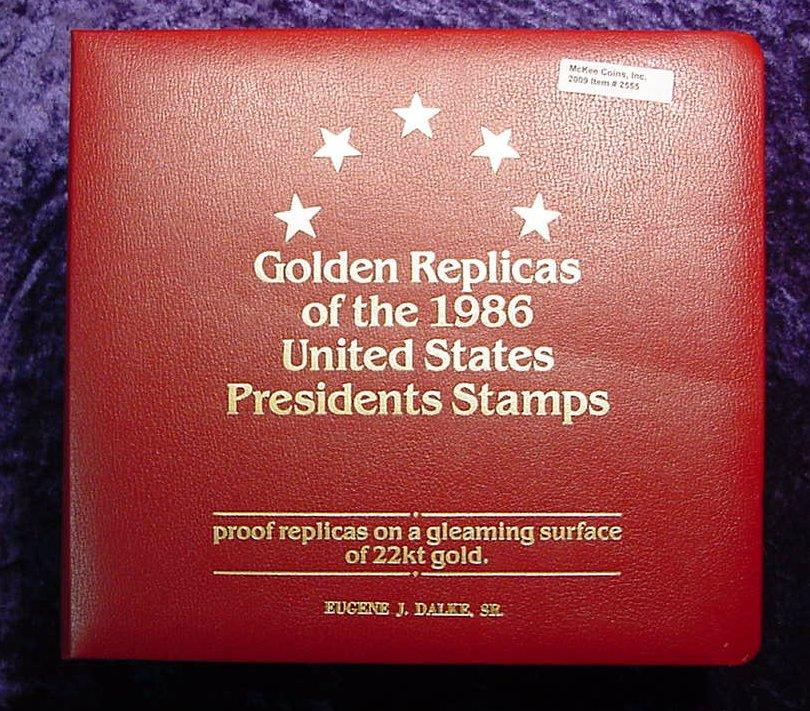 McKee Coins, Inc.
2009 Item # 2555
Golden Replicas
of the 1986
United States
Presidents Stamps
proof replicas on a gleaming surface
of 22kt gold.
EUGENE J. DALKE, SR.